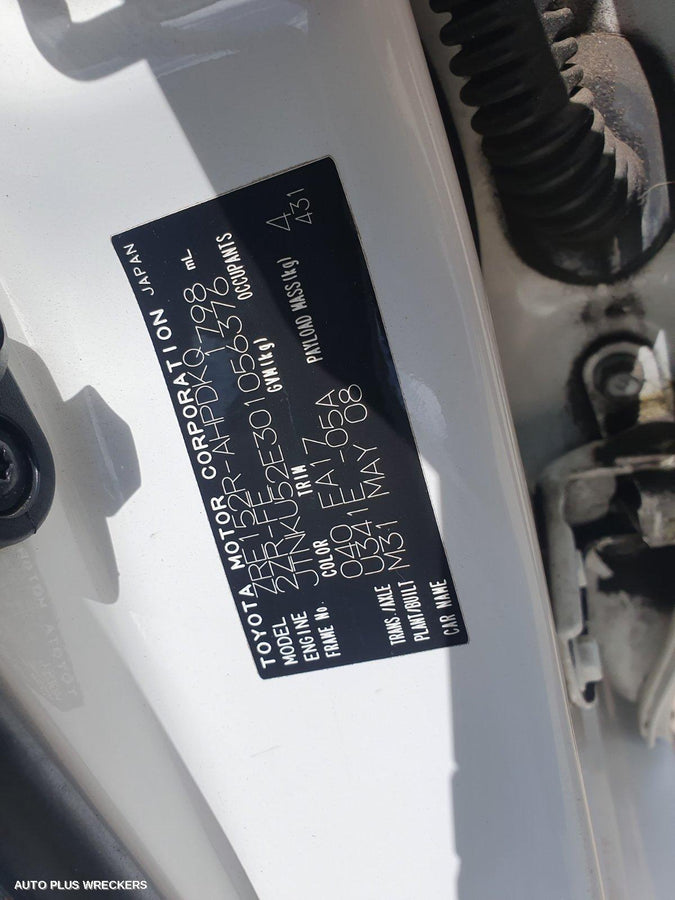 TOYOTA MOTOR CORPORATION JAPAN
MODEL ZRE152R-AHPDKQ
ENGINE 2ZR-FE 1798 mL
FRAME No. JTNKU52E301056376
COLOR TRIM GVM(kg) OCCUPANTS
040 EA17 4
TRANS/AXLE U341E -05A PAYLOAD MASS(kg) 431
PLANT/BUILT M31 MAY 08
CAR NAME
AUTO PLUS WRECKERS